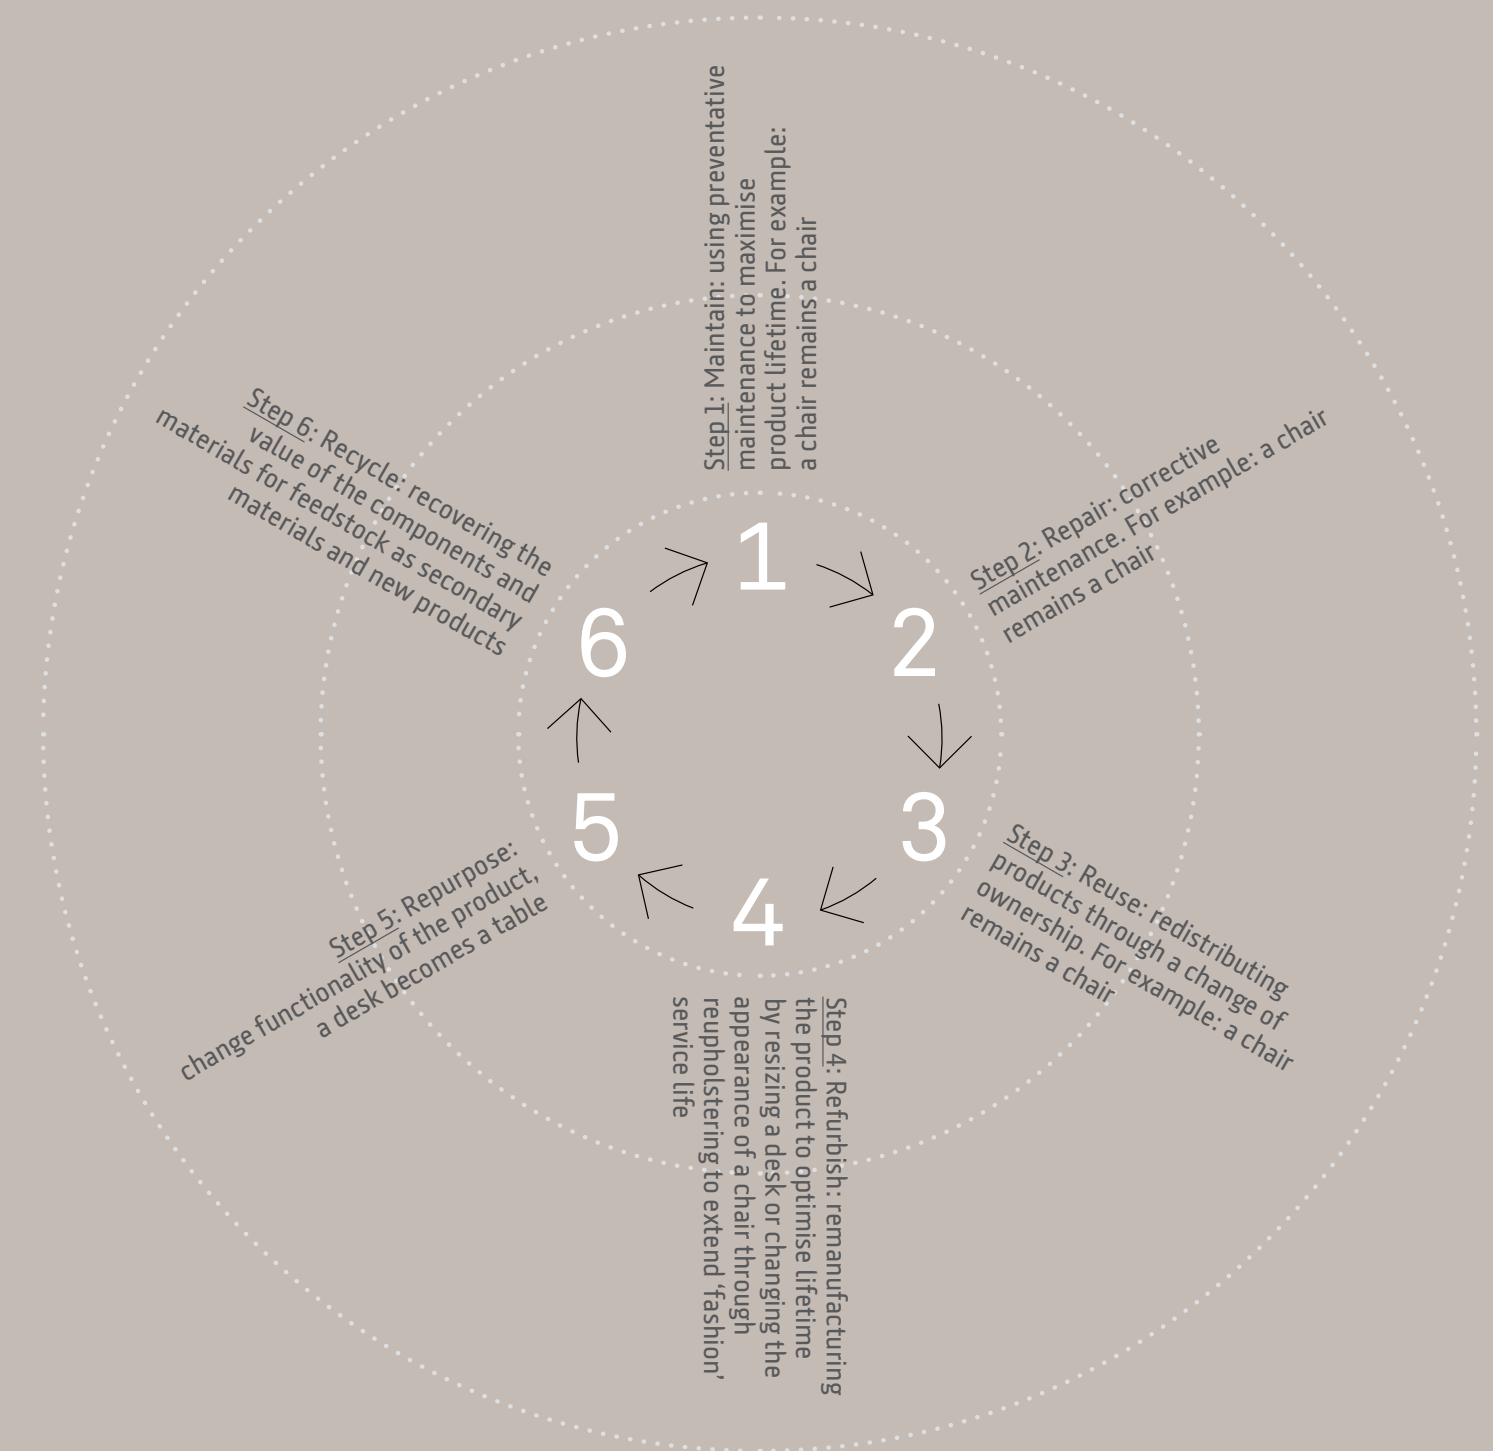 Step 1: Maintain: using preventative
maintenance to maximise
product lifetime. For example:
a chair remains a chair
Step 2: Repair: corrective
maintenance. For example: a chair
remains a chair
Step 3: Reuse: redistributing
products through a change of
ownership. For example: a chair
remains a chair
Step 4: Refurbish: remanufacturing
the product to optimise lifetime
by resizing a desk or changing the
appearance of a chair through
reupholstering to extend ‘fashion’
service life
Step 5: Repurpose:
change functionality of the product,
a desk becomes a table
Step 6: Recycle: recovering the
value of the components and
materials for feedstock as secondary
materials and new products
1
2
3
4
5
6